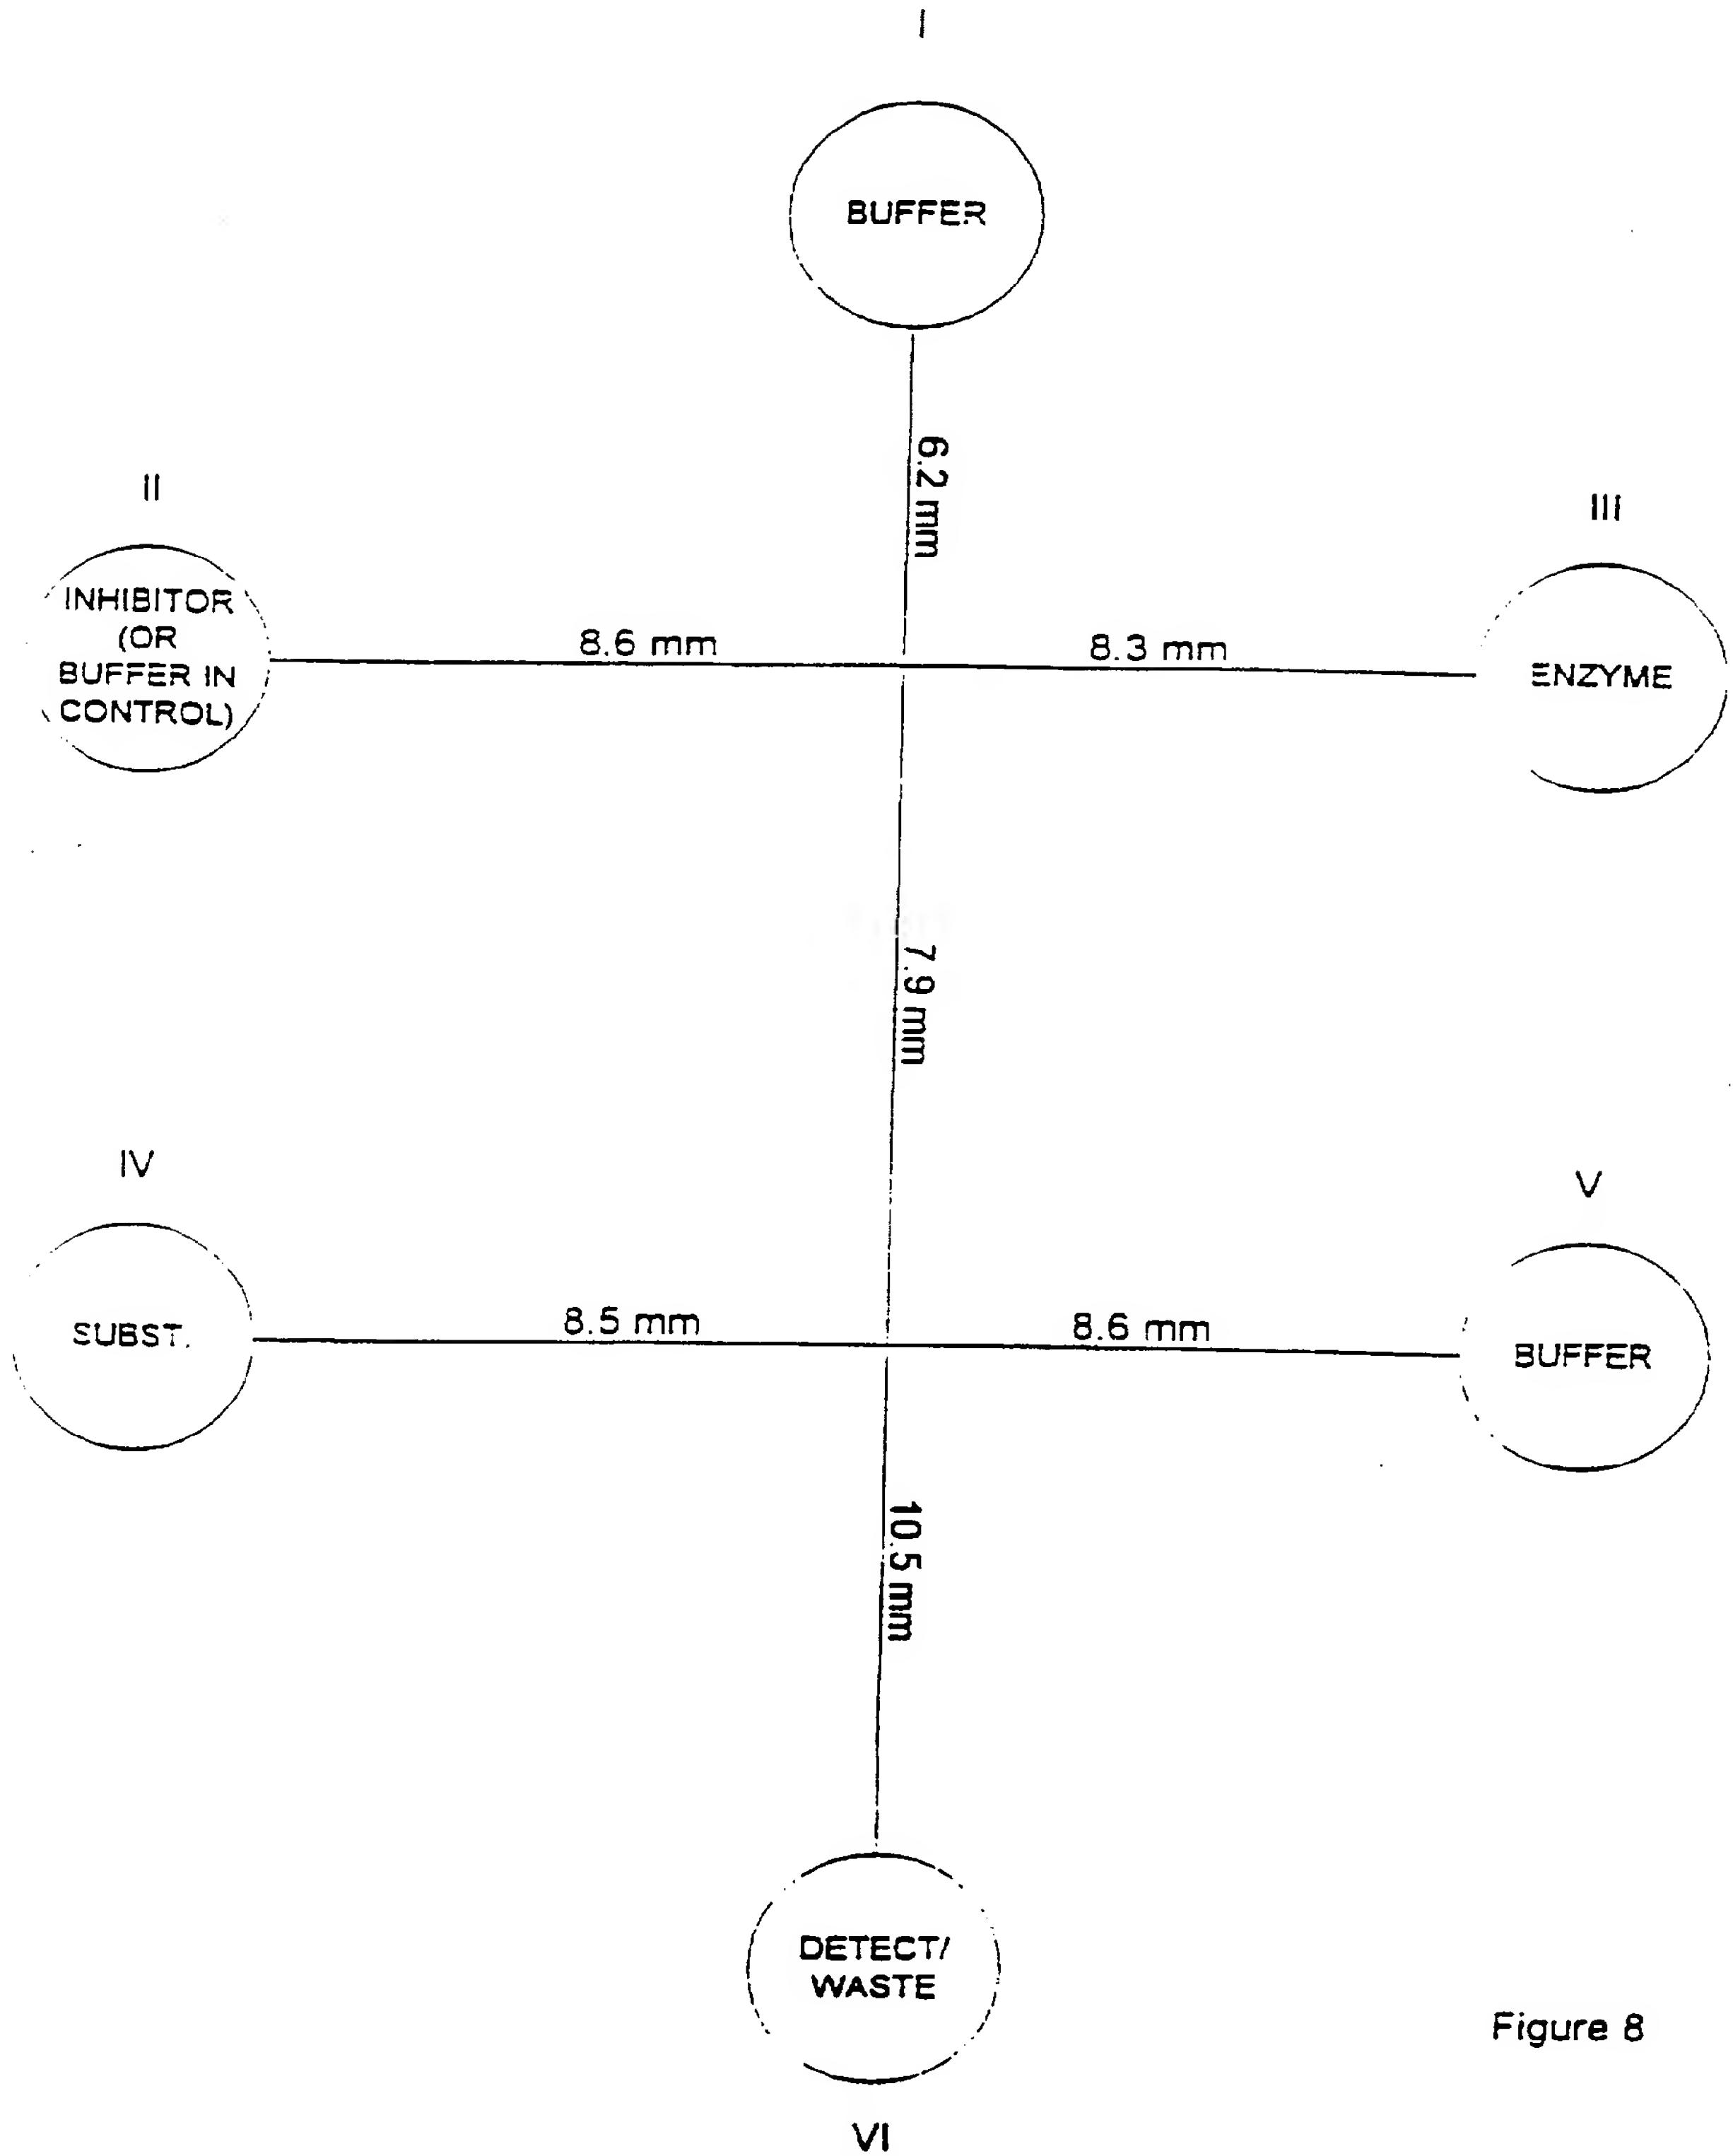 I
BUFFER
6.2 mm
II
III
INHIBITOR
(OR
BUFFER IN
CONTROL)
8.6 mm
8.3 mm
ENZYME
7.9 mm
IV
V
SUBST.
8.5 mm
8.6 mm
BUFFER
10.5 mm
DETECT/
WASTE
Figure 8
VI